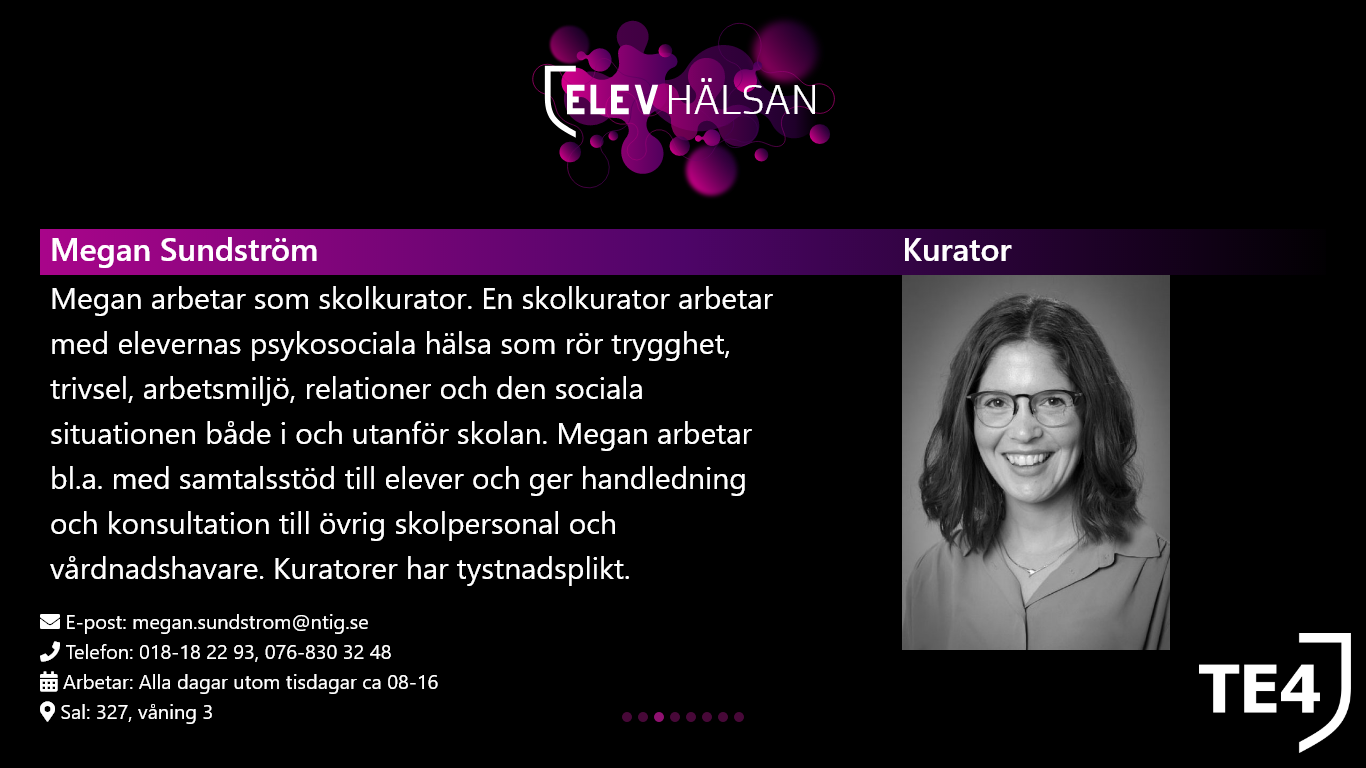 ELEVHÄLSAN
Megan Sundström
Kurator
Megan arbetar som skolkurator. En skolkurator arbetar
med elevernas psykosociala hälsa som rör trygghet,
trivsel, arbetsmiljö, relationer och den sociala
situationen både i och utanför skolan. Megan arbetar
bl.a. med samtalsstöd till elever och ger handledning
och konsultation till övrig skolpersonal och
vårdnadshavare. Kuratorer har tystnadsplikt.
E-post: megan.sundstrom@ntig.se
Telefon: 018-18 22 93, 076-830 32 48
Arbetar: Alla dagar utom tisdagar ca 08-16
Sal: 327, våning 3
TE4